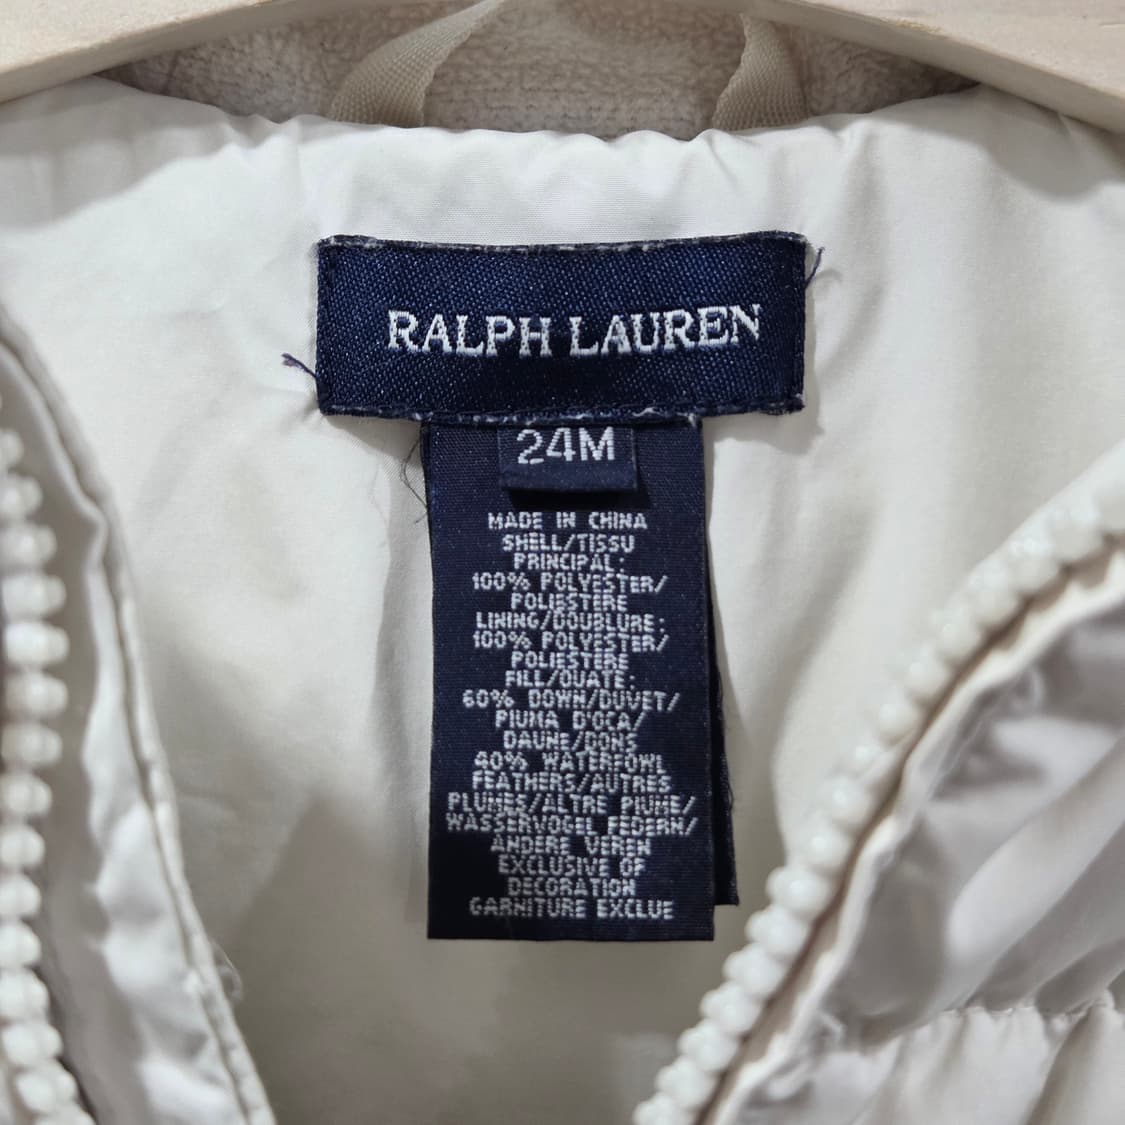 RALPH LAUREN
24M
MADE IN CHINA
SHELL/TISSU
PRINCIPAL:
100% POLYESTER/
POLIESTERE
LINING/DOUBLURE:
100% POLYESTER/
POLIESTERE
FILL/OUATE:
60% DOWN/DUVET/
PIUMA D'OCA/
DAUNE/DONS
40% WATERFOWL
FEATHERS/AUTRES
PLUMES/ALTRE PIUME/
WASSERVOGEL FEDERN/
ANDERE VEREN
EXCLUSIVE OF
DECORATION
GARNITURE EXCLUE